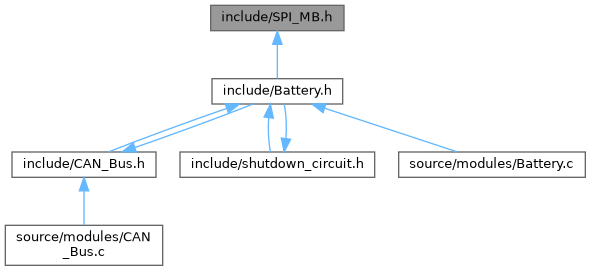 include/SPI_MB.h
include/Battery.h
include/CAN_Bus.h
include/shutdown_circuit.h
source/modules/Battery.c
source/modules/CAN
_Bus.c